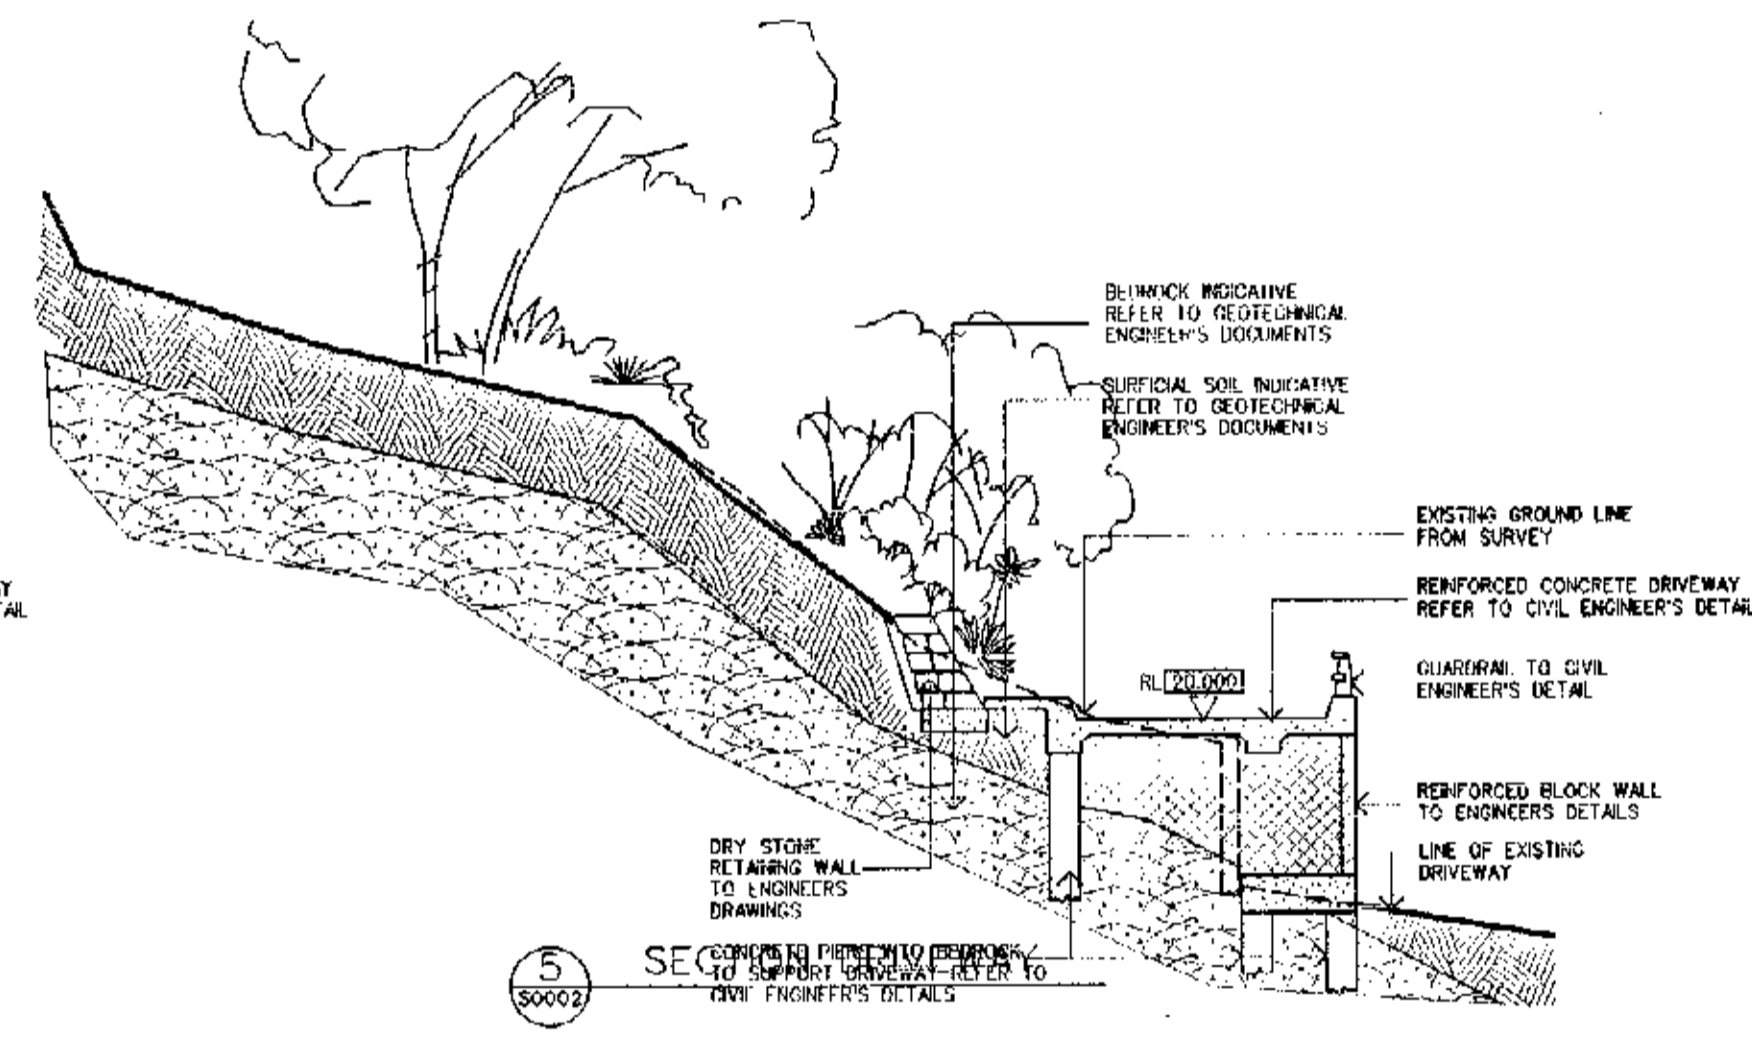 BEDROCK INDICATIVE
REFER TO GEOTECHNICAL
ENGINEER'S DOCUMENTS
SURFICIAL SOIL INDICATIVE
REFER TO GEOTECHNICAL
ENGINEER'S DOCUMENTS
EXISTING GROUND LINE
FROM SURVEY
REINFORCED CONCRETE DRIVEWAY
REFER TO CIVIL ENGINEER'S DETAIL
GUARDRAIL TO CIVIL
ENGINEER'S DETAIL
RL 20.000
REINFORCED BLOCK WALL
TO ENGINEERS DETAILS
LINE OF EXISTING
DRIVEWAY
DRY STONE
RETAINING WALL
TO ENGINEERS
DRAWINGS
CONCRETE PIERS INTO BEDROCK
TO SUPPORT DRIVEWAY REFER TO
CIVIL ENGINEER'S DETAILS
5
S0002
SECTION DRIVEWAY